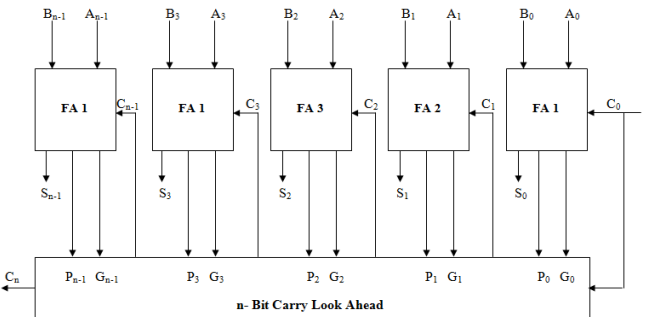 Bn-1 An-1 B3 A3 B2 A2 B1 A1 B0 A0
FA 1 Cn-1 FA 1 C3 FA 3 C2 FA 2 C1 FA 1 C0
Sn-1 S3 S2 S1 S0
Cn Pn-1 Gn-1 P3 G3 P2 G2 P1 G1 P0 G0
n- Bit Carry Look Ahead